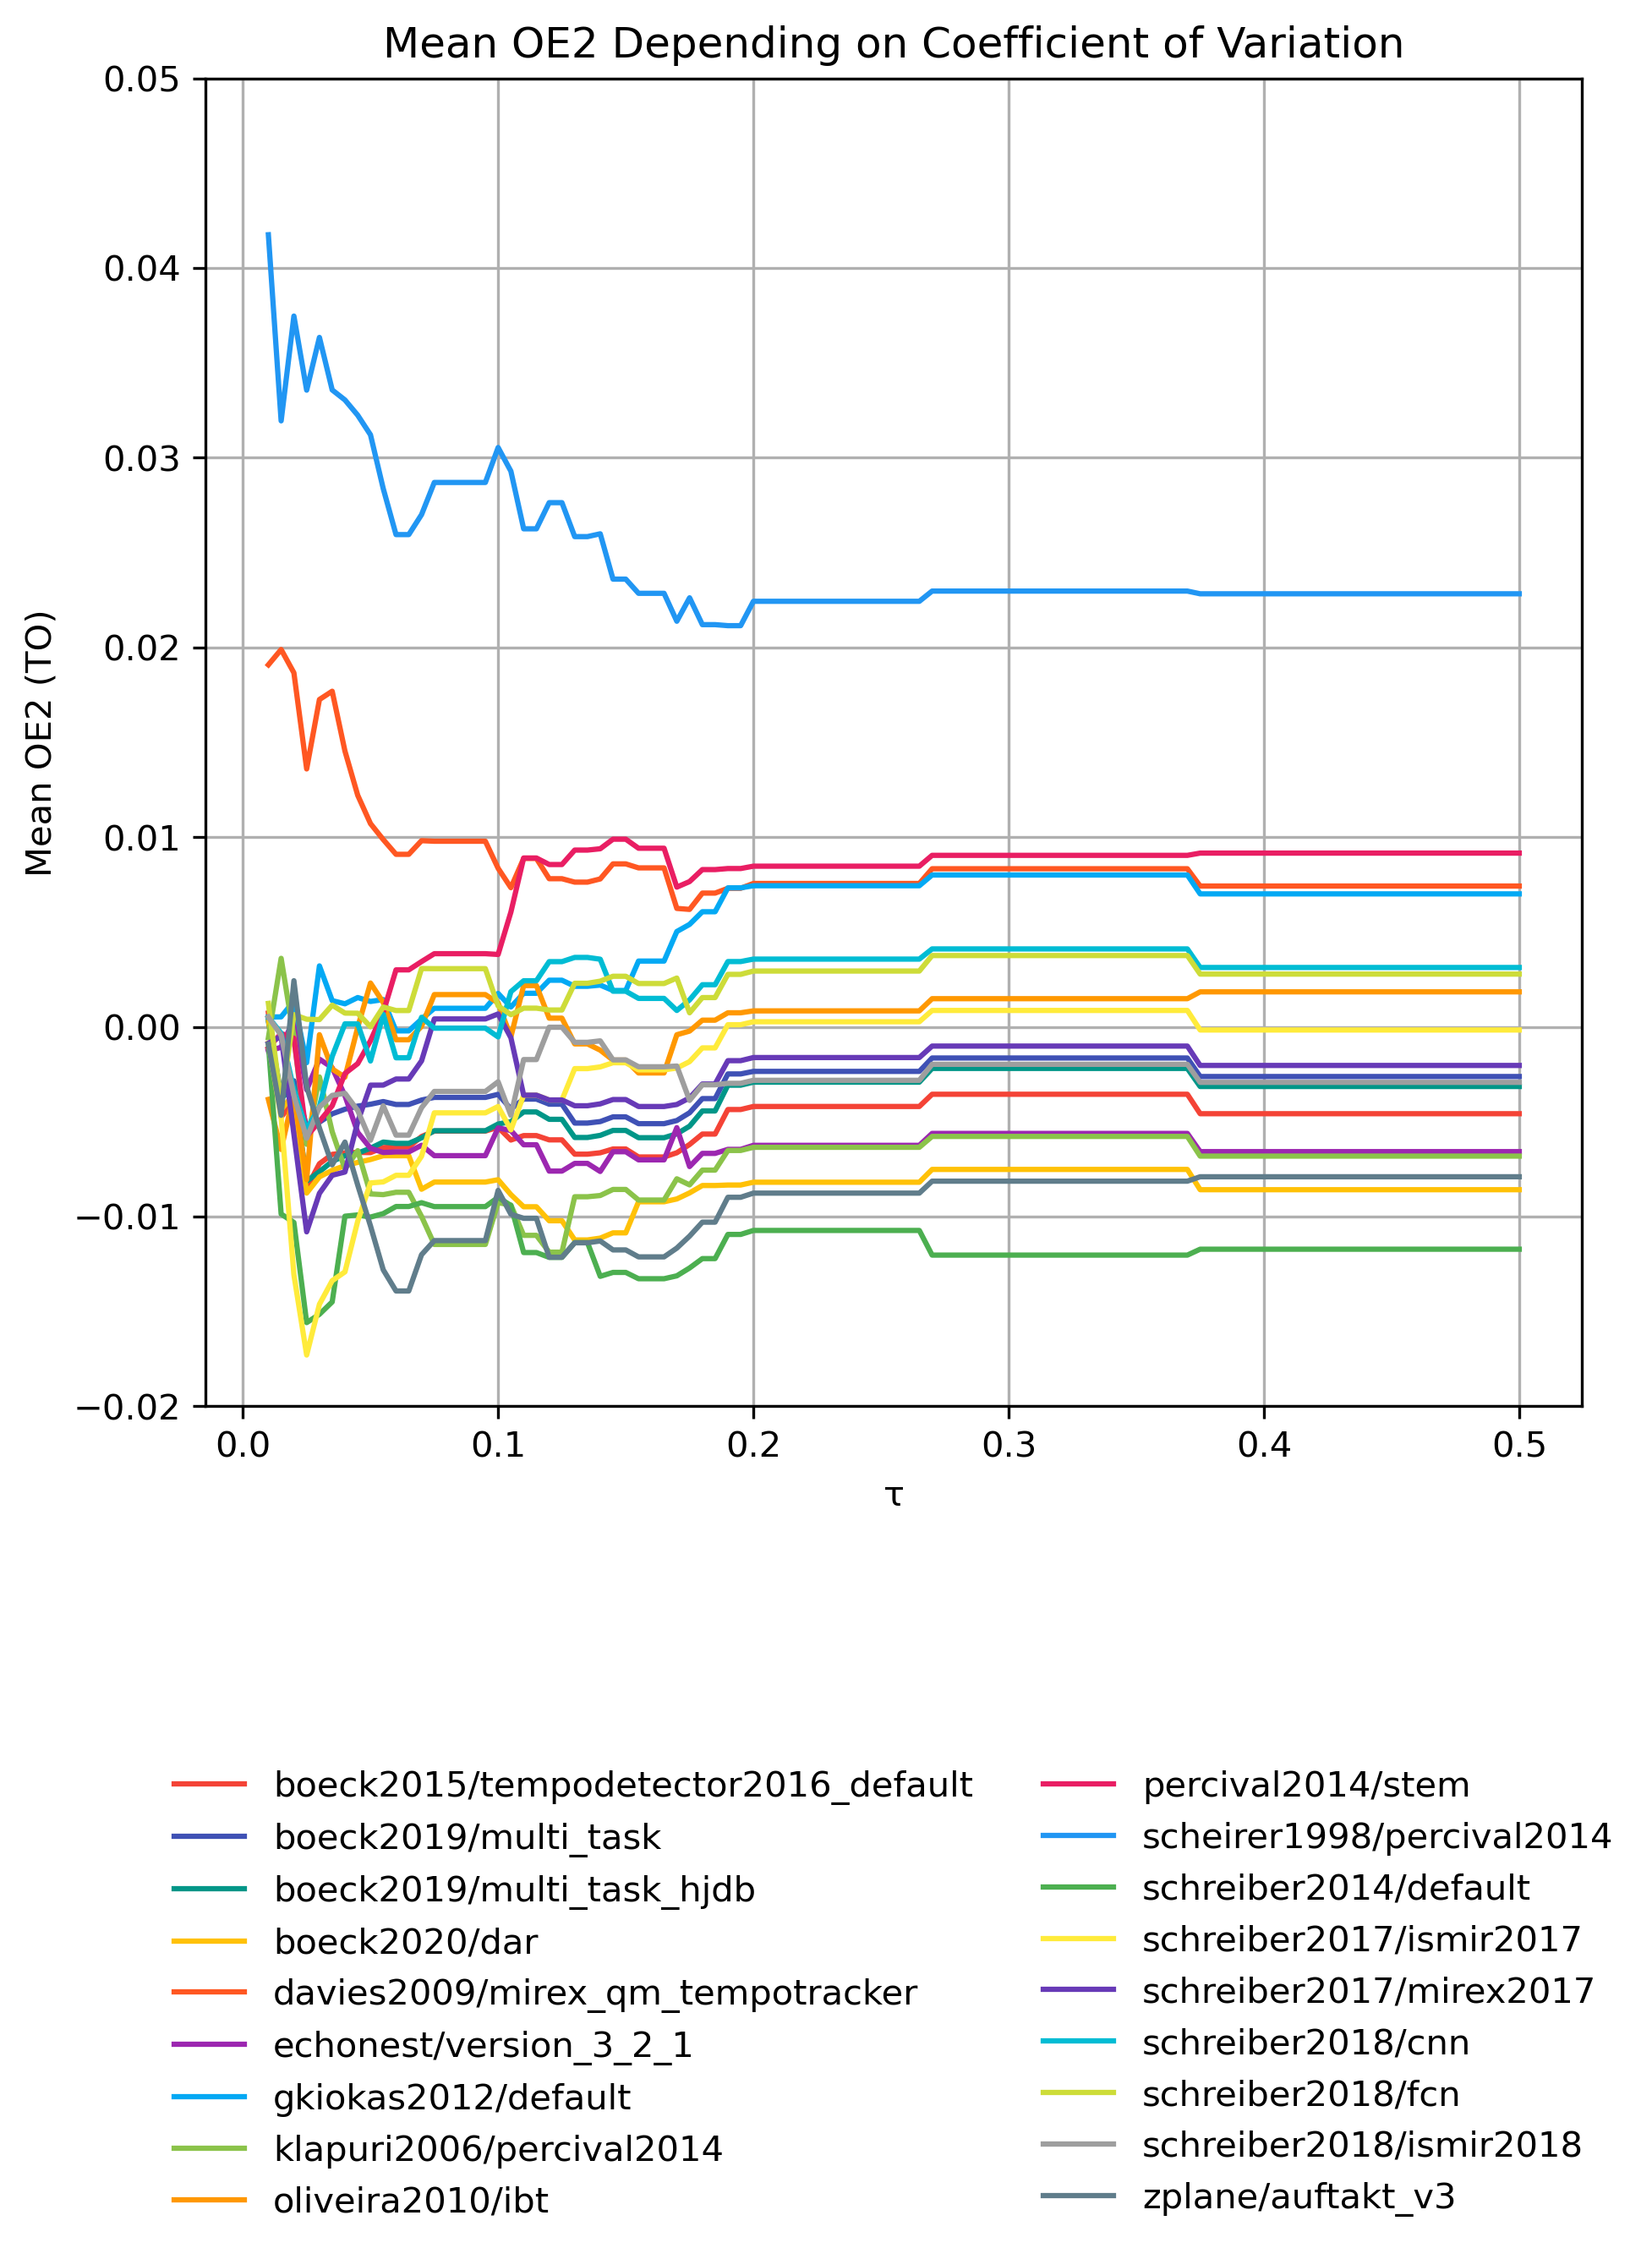 Mean OE2 Depending on Coefficient of Variation
0.05
0.04
0.03
0.02
0.01
0.00
−0.01
−0.02
Mean OE2 (TO)
0.0 0.1 0.2 0.3 0.4 0.5
τ
boeck2015/tempodetector2016_default
boeck2019/multi_task
boeck2019/multi_task_hjdb
boeck2020/dar
davies2009/mirex_qm_tempotracker
echonest/version_3_2_1
gkiokas2012/default
klapuri2006/percival2014
oliveira2010/ibt
percival2014/stem
scheirer1998/percival2014
schreiber2014/default
schreiber2017/ismir2017
schreiber2017/mirex2017
schreiber2018/cnn
schreiber2018/fcn
schreiber2018/ismir2018
zplane/auftakt_v3